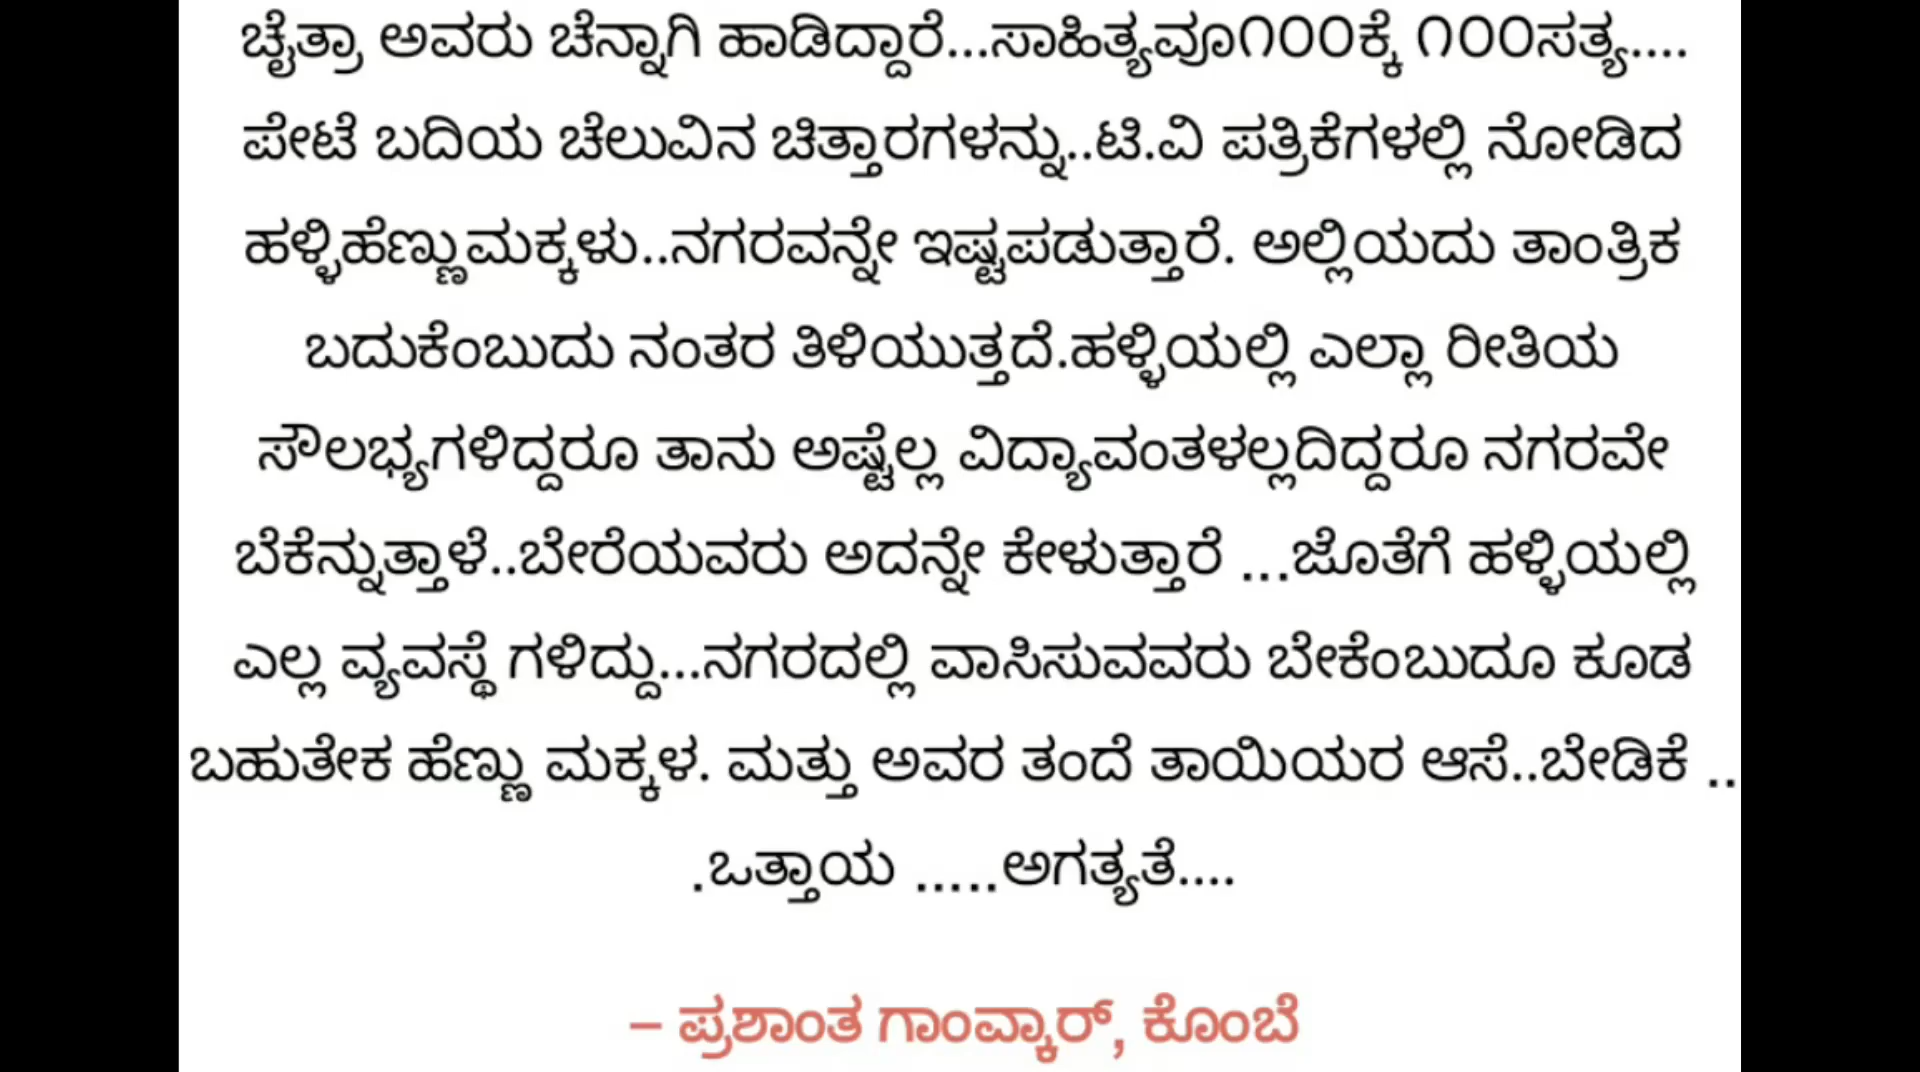 ಚೈತ್ರಾ ಅವರು ಚೆನ್ನಾಗಿ ಹಾಡಿದ್ದಾರೆ...ಸಾಹಿತ್ಯವೂ೧೦೦ಕ್ಕೆ ೧೦೦ಸತ್ಯ....
ಪೇಟೆ ಬದಿಯ ಚೆಲುವಿನ ಚಿತ್ತಾರಗಳನ್ನು..ಟಿ.ವಿ ಪತ್ರಿಕೆಗಳಲ್ಲಿ ನೋಡಿದ
ಹಳ್ಳಿಹೆಣ್ಣುಮಕ್ಕಳು..ನಗರವನ್ನೇ ಇಷ್ಟಪಡುತ್ತಾರೆ. ಅಲ್ಲಿಯದು ತಾಂತ್ರಿಕ
ಬದುಕೆಂಬುದು ನಂತರ ತಿಳಿಯುತ್ತದೆ.ಹಳ್ಳಿಯಲ್ಲಿ ಎಲ್ಲಾ ರೀತಿಯ
ಸೌಲಭ್ಯಗಳಿದ್ದರೂ ತಾನು ಅಷ್ಟೆಲ್ಲ ವಿದ್ಯಾವಂತಳಲ್ಲದಿದ್ದರೂ ನಗರವೇ
ಬೆಕೆನ್ನುತ್ತಾಳೆ..ಬೇರೆಯವರು ಅದನ್ನೇ ಕೇಳುತ್ತಾರೆ ...ಜೊತೆಗೆ ಹಳ್ಳಿಯಲ್ಲಿ
ಎಲ್ಲ ವ್ಯವಸ್ಥೆ ಗಳಿದ್ದು...ನಗರದಲ್ಲಿ ವಾಸಿಸುವವರು ಬೇಕೆಂಬುದೂ ಕೂಡ
ಬಹುತೇಕ ಹೆಣ್ಣು ಮಕ್ಕಳ. ಮತ್ತು ಅವರ ತಂದೆ ತಾಯಿಯರ ಆಸೆ..ಬೇಡಿಕೆ ..
.ಒತ್ತಾಯ .....ಅಗತ್ಯತೆ....
– ಪ್ರಶಾಂತ ಗಾಂವ್ಕಾರ್, ಕೊಂಬೆ